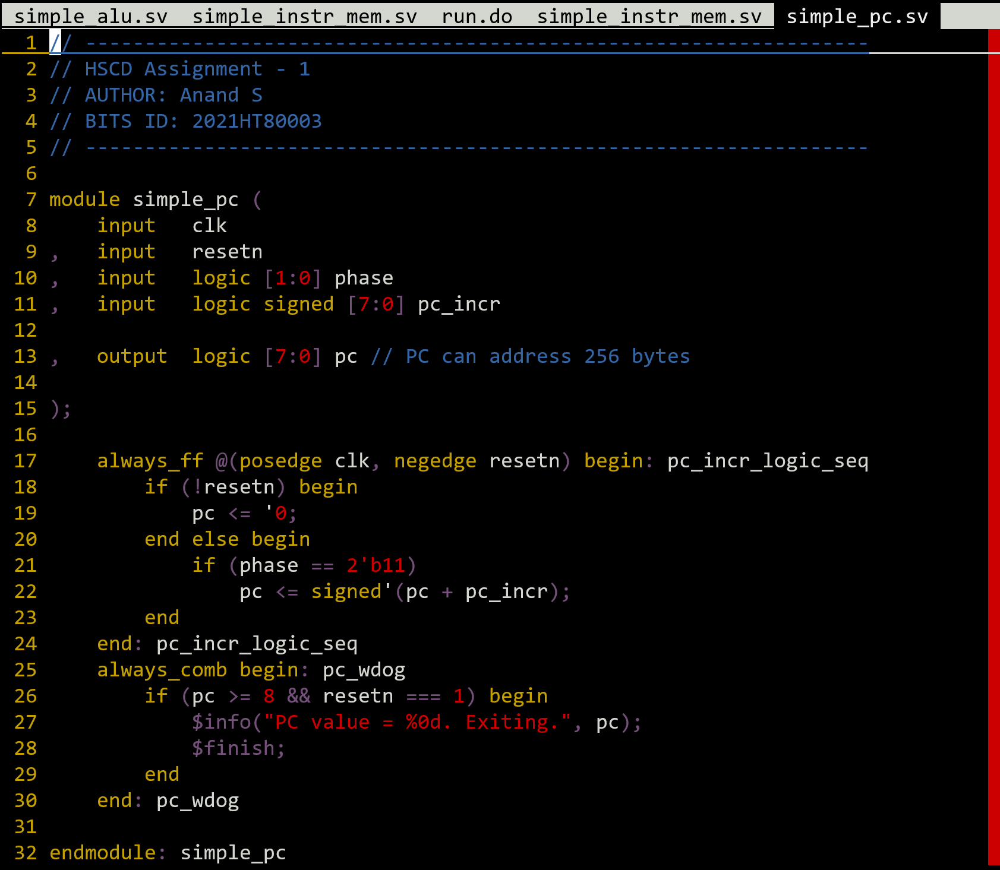 simple_alu.sv simple_instr_mem.sv run.do simple_instr_mem.sv simple_pc.sv
1 // ------------------------------------------------------------------
2 // HSCD Assignment - 1
3 // AUTHOR: Anand S
4 // BITS ID: 2021HT80003
5 // ------------------------------------------------------------------
6
7 module simple_pc (
8     input   clk
9 ,   input   resetn
10 ,   input   logic [1:0] phase
11 ,   input   logic signed [7:0] pc_incr
12
13 ,   output  logic [7:0] pc // PC can address 256 bytes
14
15 );
16
17     always_ff @(posedge clk, negedge resetn) begin: pc_incr_logic_seq
18         if (!resetn) begin
19             pc <= '0;
20         end else begin
21             if (phase == 2'b11)
22                 pc <= signed'(pc + pc_incr);
23         end
24     end: pc_incr_logic_seq
25     always_comb begin: pc_wdog
26         if (pc >= 8 && resetn === 1) begin
27             $info("PC value = %0d. Exiting.", pc);
28             $finish;
29         end
30     end: pc_wdog
31
32 endmodule: simple_pc